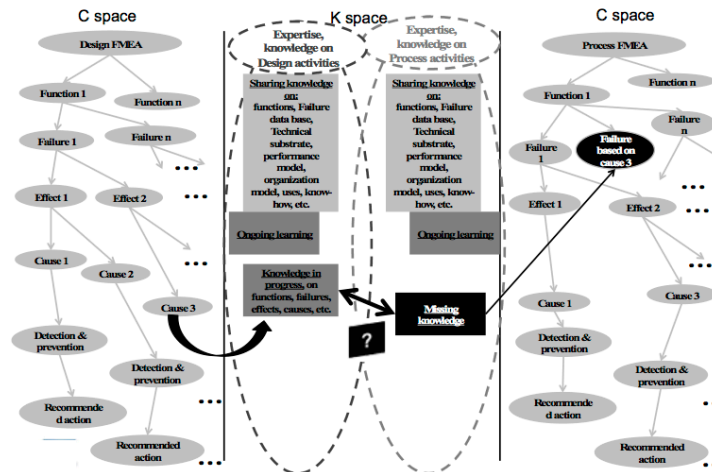 C space
K space
C space
Design FMEA
Function 1
Function n
Failure 1
Failure n
...
Effect 1
Effect 2
...
Cause 1
Cause 2
...
Cause 3
Detection &
prevention
Detection &
prevention
Recommende
d action
...
Recommended
action
...
Expertise,
knowledge on
Design activities
Sharing knowledge
on:
functions, Failure
data base,
Technical
substrate,
performance
model,
organization
model, uses, know-
how, etc.
Ongoing learning
Knowledge in
progress, on
functions, failures,
effects, causes, etc.
Expertise,
knowledge on
Process activities
Sharing knowledge
on:
functions, Failure
data base,
Technical
substrate,
performance
model,
organization
model, uses, know-
how, etc.
Ongoing learning
Missing
knowledge
?
Process FMEA
Function 1
Function n
Failure
1
Failure
based on
cause 3
Failure
n
...
Effect 1
Effect 2
...
Cause 1
Cause 3
...
Detection &
prevention
Detection &
prevention
Recommende
d action
...
Recommended
action
...